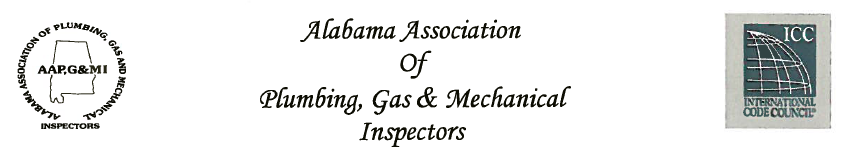 ALABAMA ASSOCIATION OF PLUMBING, GAS AND MECHANICAL
AAP,G&MI
INSPECTORS
Alabama Association
Of
Plumbing, Gas & Mechanical
Inspectors
ICC
INTERNATIONAL
CODE COUNCIL®